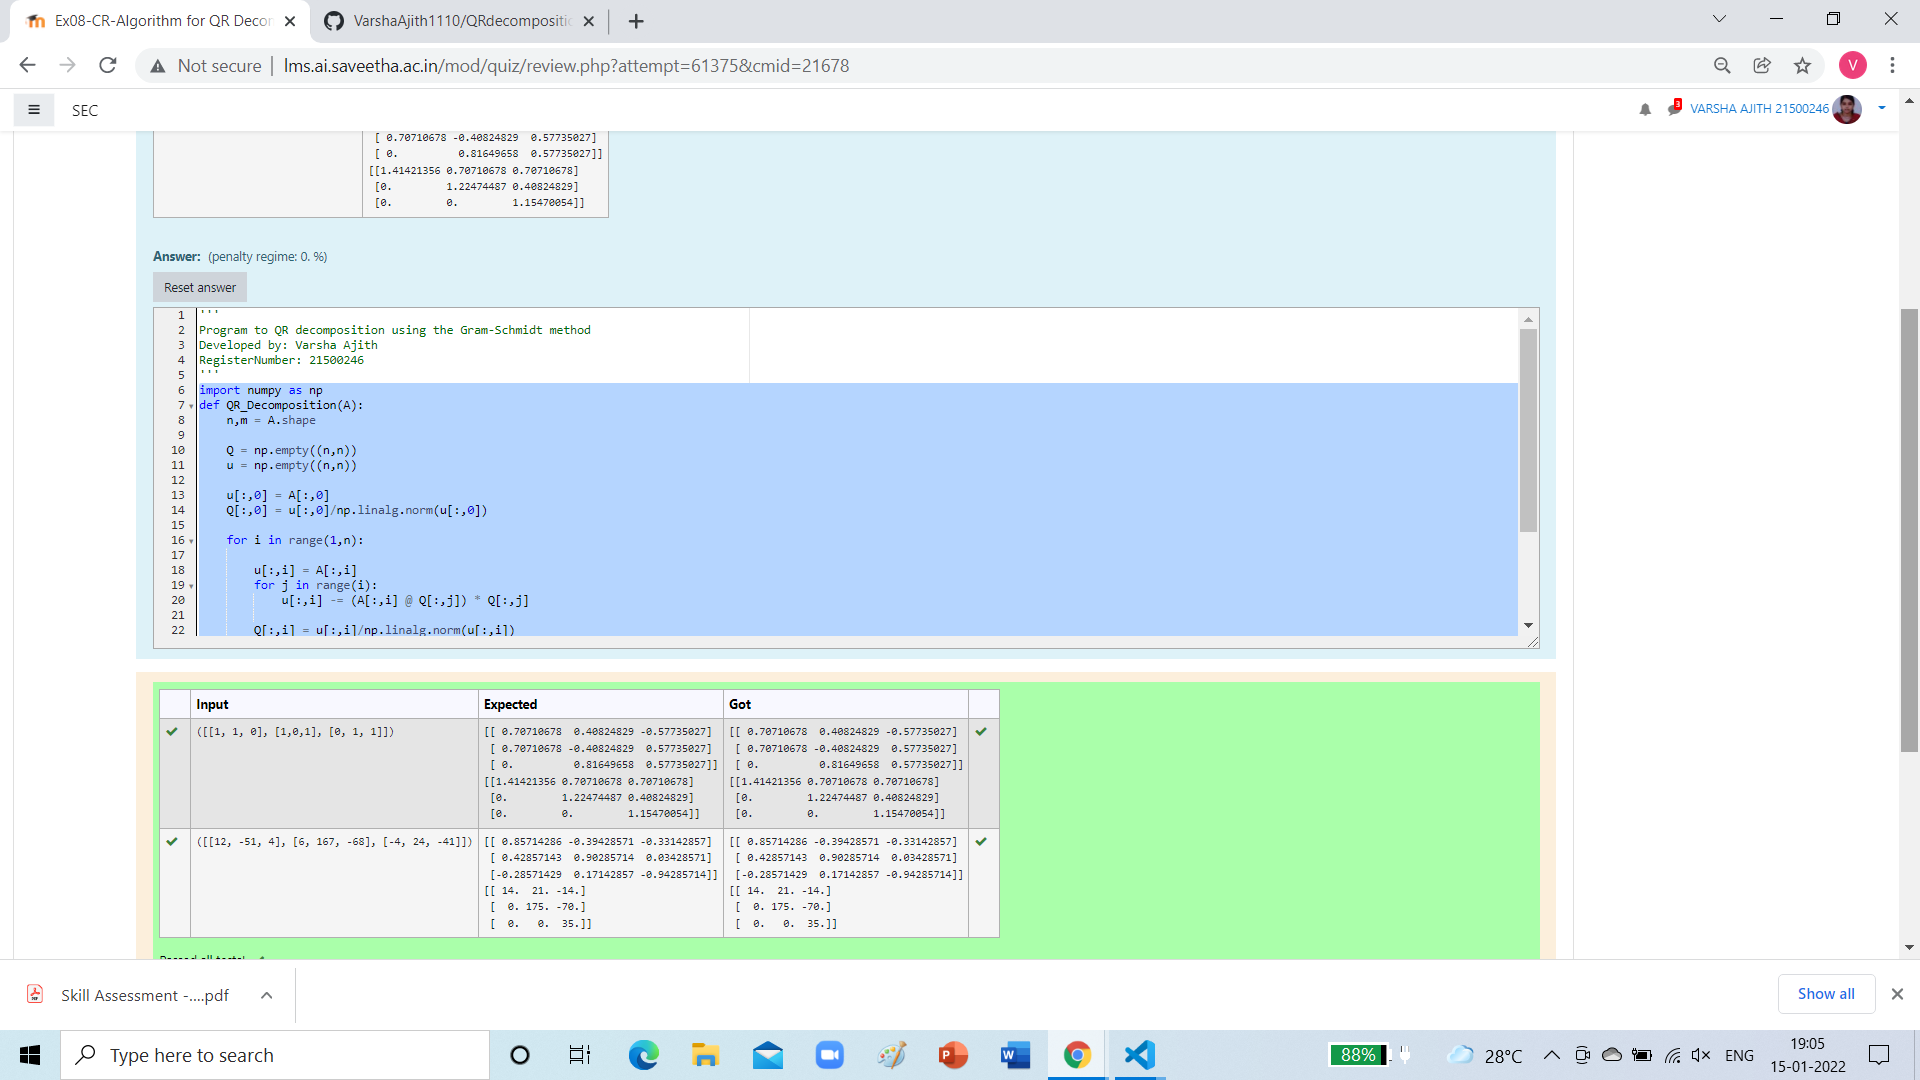 Ex08-CR-Algorithm for QR Decor
VarshaAjith1110/QRdecompositic
Not secure
lms.ai.saveetha.ac.in/mod/quiz/review.php?attempt=61375&cmid=21678
V
SEC
3
VARSHA AJITH 21500246
[ 0.70710678 -0.40824829  0.57735027]
[ 0.          0.81649658  0.57735027]]
[[1.41421356 0.70710678 0.70710678]
[0.         1.22474487 0.40824829]
[0.         0.         1.15470054]]
Answer: (penalty regime: 0. %)
Reset answer
1 '''
2 Program to QR decomposition using the Gram-Schmidt method
3 Developed by: Varsha Ajith
4 RegisterNumber: 21500246
5 '''
6 import numpy as np
7 def QR_Decomposition(A):
8     n,m = A.shape
9
10     Q = np.empty((n,n))
11     u = np.empty((n,n))
12
13     u[:,0] = A[:,0]
14     Q[:,0] = u[:,0]/np.linalg.norm(u[:,0])
15
16     for i in range(1,n):
17
18         u[:,i] = A[:,i]
19         for j in range(i):
20             u[:,i] -= (A[:,i] @ Q[:,j]) * Q[:,j]
21
22         Q[:,i] = u[:,i]/np.linalg.norm(u[:,i])
Input Expected Got
([[1, 1, 0], [1,0,1], [0, 1, 1]]) [[ 0.70710678  0.40824829 -0.57735027] [[ 0.70710678  0.40824829 -0.57735027]
[ 0.70710678 -0.40824829  0.57735027] [ 0.70710678 -0.40824829  0.57735027]
[ 0.          0.81649658  0.57735027]] [ 0.          0.81649658  0.57735027]]
[[1.41421356 0.70710678 0.70710678] [[1.41421356 0.70710678 0.70710678]
[0.         1.22474487 0.40824829] [0.         1.22474487 0.40824829]
[0.         0.         1.15470054]] [0.         0.         1.15470054]]
([[12, -51, 4], [6, 167, -68], [-4, 24, -41]]) [[ 0.85714286 -0.39428571 -0.33142857] [[ 0.85714286 -0.39428571 -0.33142857]
[ 0.42857143  0.90285714  0.03428571] [ 0.42857143  0.90285714  0.03428571]
[-0.28571429  0.17142857 -0.94285714]] [-0.28571429  0.17142857 -0.94285714]]
[[ 14.  21. -14.] [[ 14.  21. -14.]
[  0. 175. -70.] [  0. 175. -70.]
[  0.   0.  35.]] [  0.   0.  35.]]
Passed all tests!
Skill Assessment -....pdf
Show all
Type here to search
88%
28°C
ENG
19:05
15-01-2022